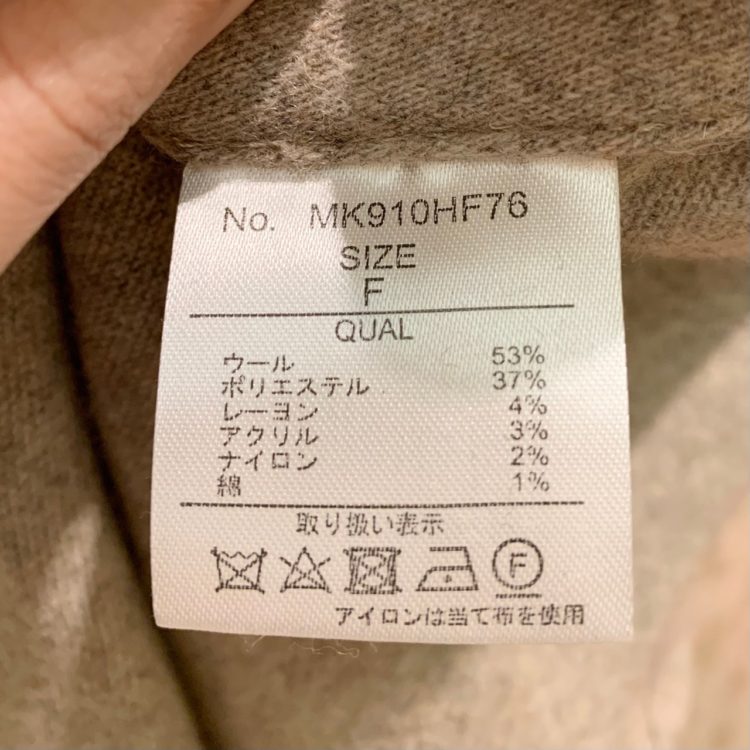 No. MK910HF76
SIZE
F
QUAL
ウール 53%
ポリエステル 37%
レーヨン 4%
アクリル 3%
ナイロン 2%
綿 1%
取り扱い表示
F
アイロンは当て布を使用